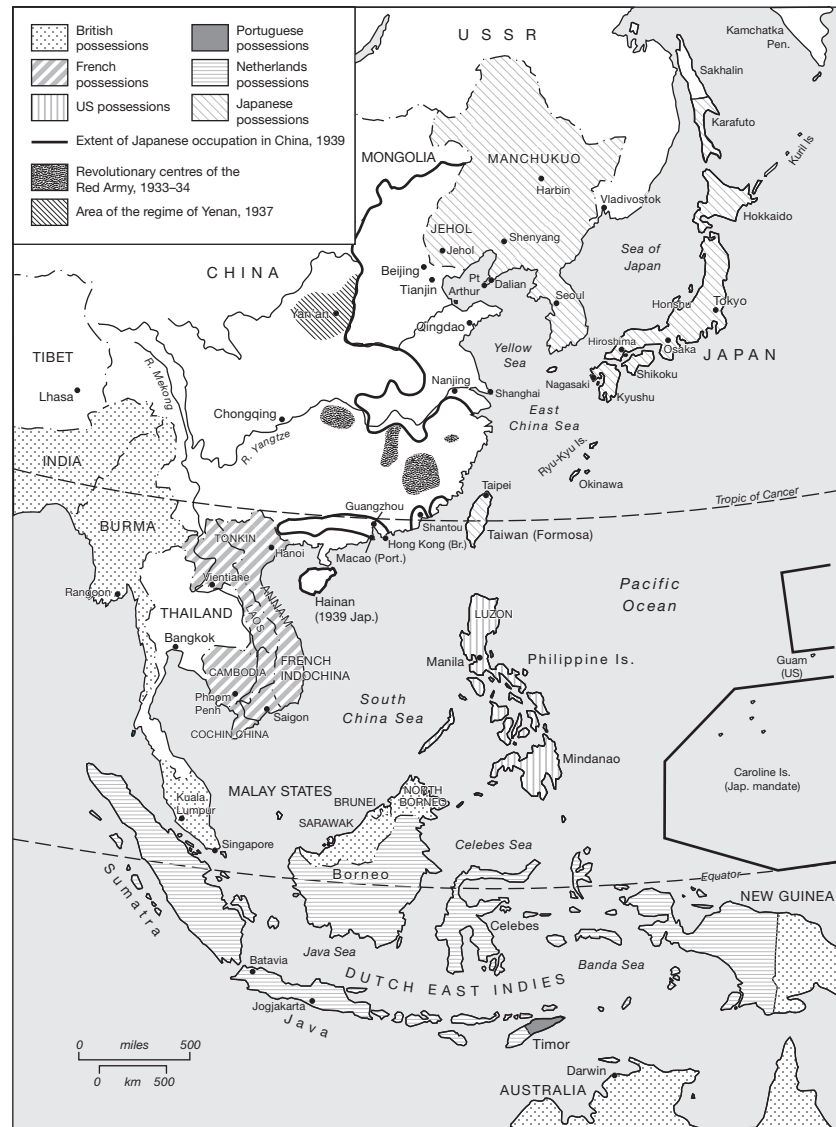 British
possessions
French
possessions
US possessions
Portuguese
possessions
Netherlands
possessions
Japanese
possessions
Extent of Japanese occupation in China, 1939
Revolutionary centres of the
Red Army, 1933–34
Area of the regime of Yenan, 1937
USSR
Kamchatka
Pen.
Sakhalin
Karafuto
Kuril Is
MONGOLIA
MANCHUKUO
Harbin
Vladivostok
Hokkaido
JEHOL
Jehol
Shenyang
Sea of
Japan
CHINA
Beijing
Tianjin
Pt
Arthur
Dalian
Seoul
Honshu
Tokyo
Yan'an
Qingdao
Hiroshima
Osaka
JAPAN
Yellow
Sea
Shikoku
Nagasaki
Kyushu
TIBET
Lhasa
R. Mekong
Nanjing
Shanghai
East
China Sea
Chongqing
R. Yangtze
Ryu-Kyu Is.
Okinawa
INDIA
Taipei
Tropic of Cancer
BURMA
Guangzhou
Shantou
TONKIN
Hanoi
Hong Kong (Br.)
Macao (Port.)
Taiwan (Formosa)
Rangoon
Vientiane
Hainan
(1939 Jap.)
Pacific
Ocean
THAILAND
LAOS
ANNAM
LUZON
Bangkok
Manila
Philippine Is.
Guam
(US)
CAMBODIA
FRENCH
INDOCHINA
Phnom
Penh
Saigon
South
China Sea
COCHIN CHINA
Mindanao
Caroline Is.
(Jap. mandate)
MALAY STATES
NORTH
BORNEO
BRUNEI
Kuala
Lumpur
SARAWAK
Singapore
Celebes Sea
Borneo
Equator
Sumatra
NEW GUINEA
Celebes
Java Sea
Banda Sea
Batavia
DUTCH EAST INDIES
Jogjakarta
Java
Timor
0 miles 500
0 km 500
Darwin
AUSTRALIA